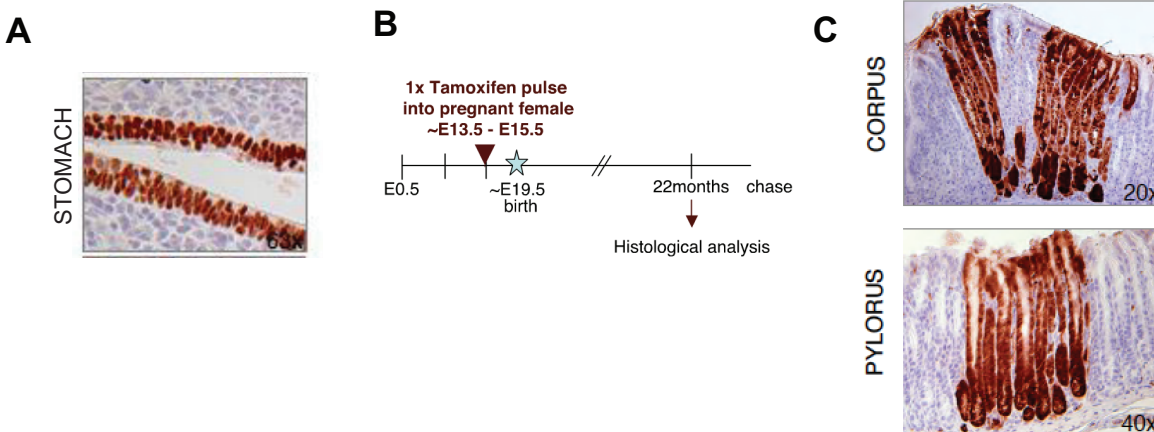 A
STOMACH
63x
B
1x Tamoxifen pulse
into pregnant female
~E13.5 - E15.5
E0.5
~E19.5
birth
22months
chase
Histological analysis
C
CORPUS
20x
PYLORUS
40x